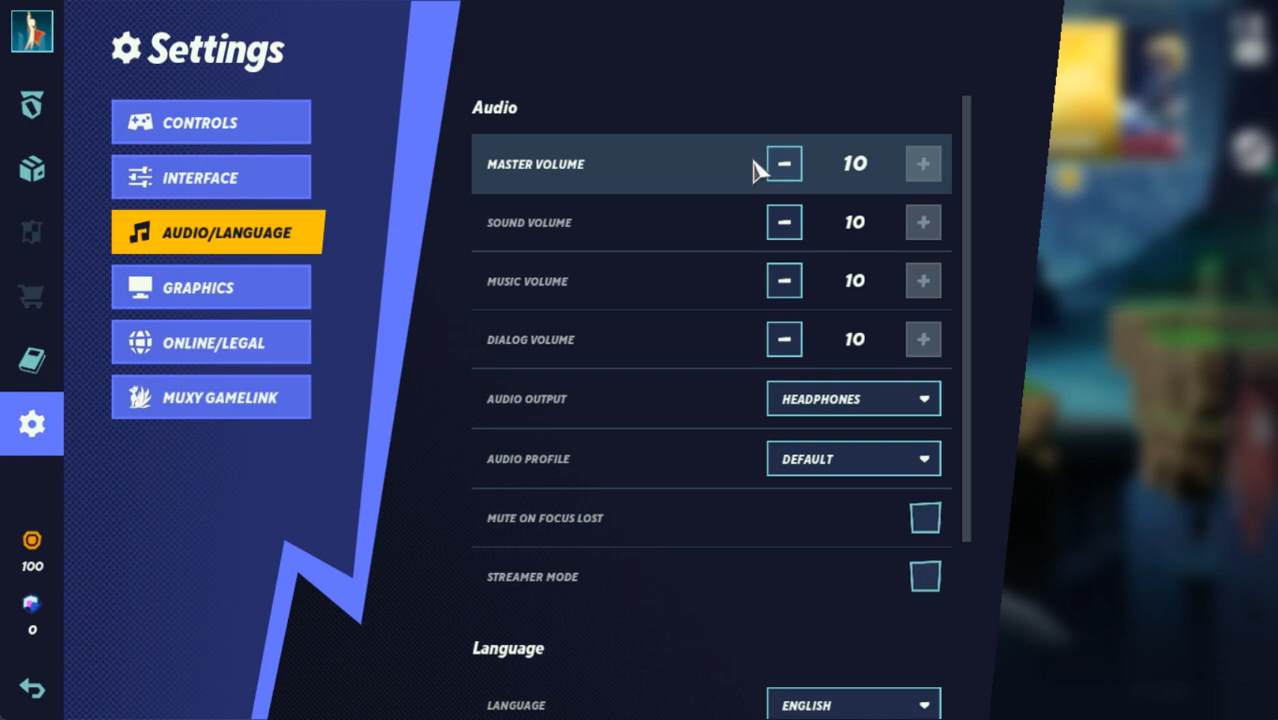 Settings
CONTROLS
INTERFACE
AUDIO/LANGUAGE
GRAPHICS
ONLINE/LEGAL
MUXY GAMELINK
100
0
Audio
MASTER VOLUME - 10 +
SOUND VOLUME - 10 +
MUSIC VOLUME - 10 +
DIALOG VOLUME - 10 +
AUDIO OUTPUT HEADPHONES
AUDIO PROFILE DEFAULT
MUTE ON FOCUS LOST
STREAMER MODE
Language
LANGUAGE ENGLISH